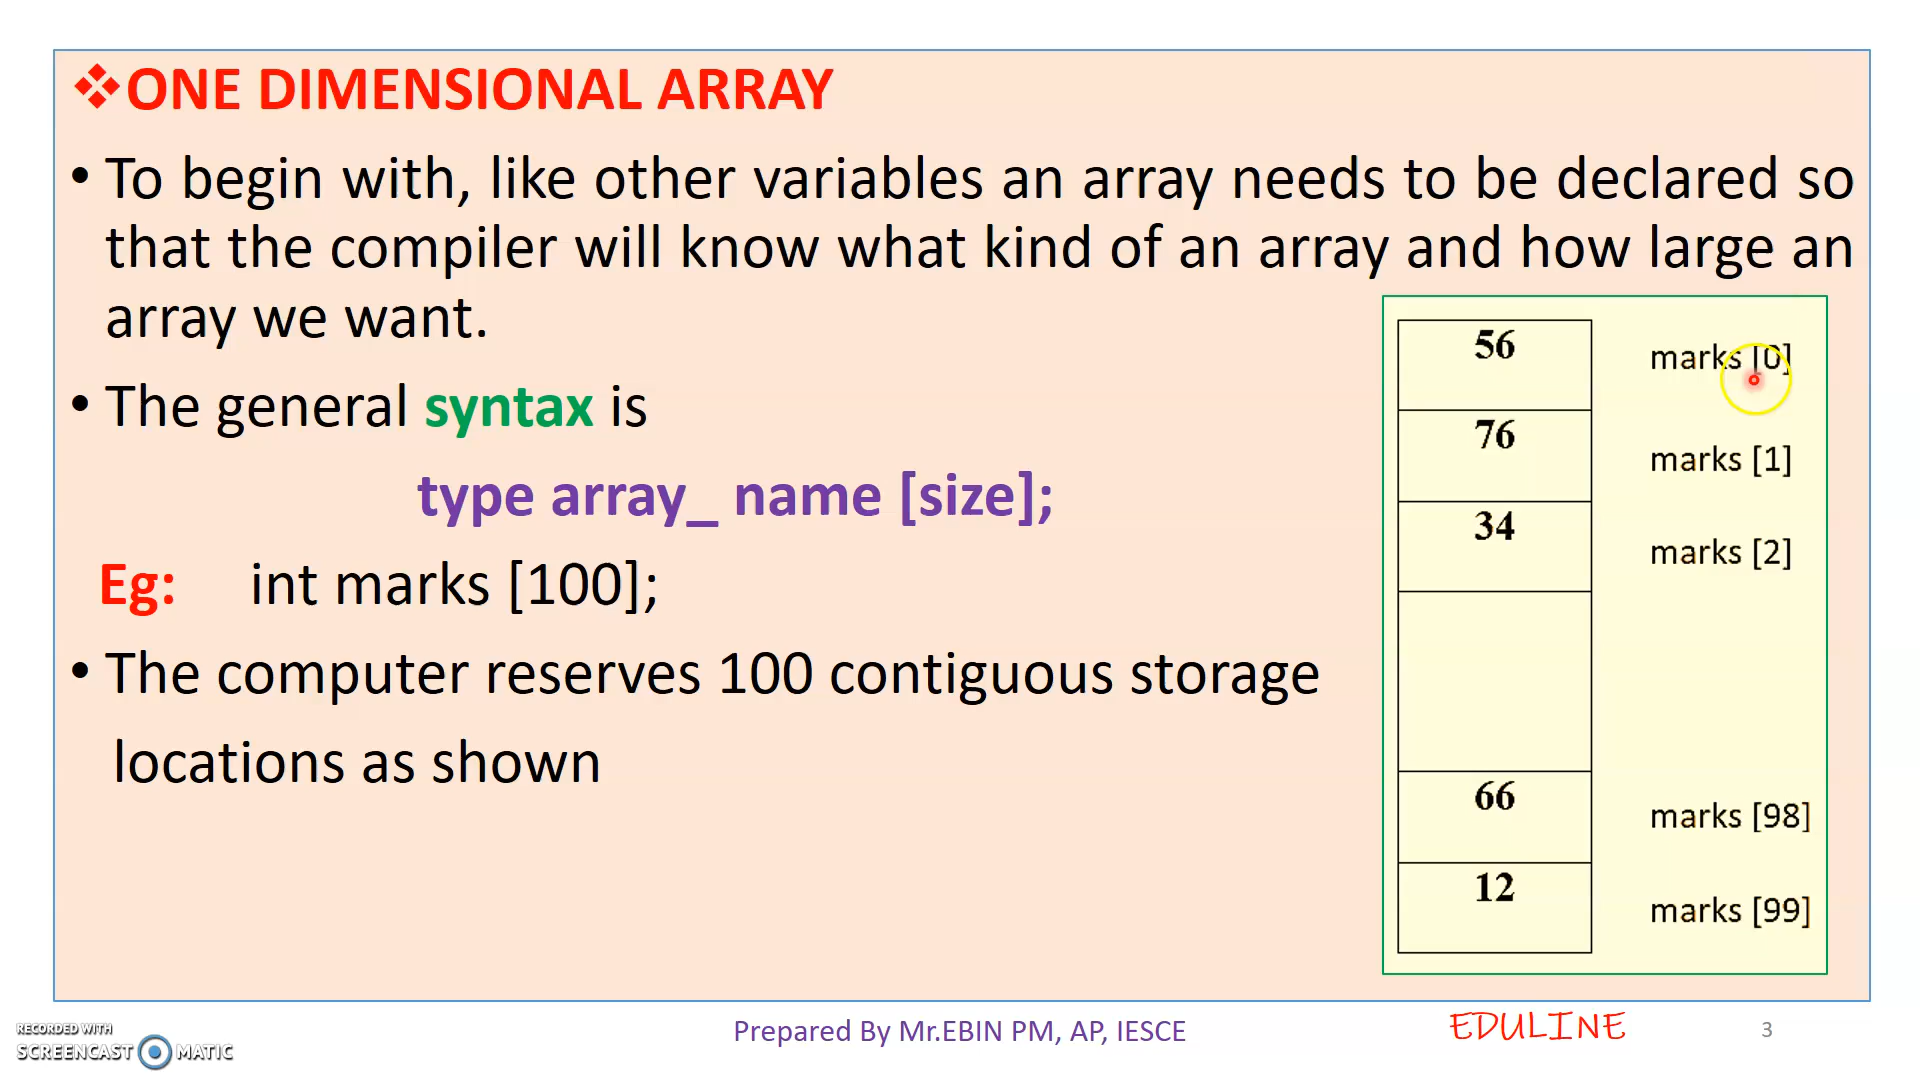 ❖ONE DIMENSIONAL ARRAY
• To begin with, like other variables an array needs to be declared so
that the compiler will know what kind of an array and how large an
array we want.
• The general syntax is
type array_ name [size];
Eg: int marks [100];
• The computer reserves 100 contiguous storage
locations as shown
56 marks [0]
76 marks [1]
34 marks [2]
66 marks [98]
12 marks [99]
RECORDED WITH
SCREENCAST MATIC
Prepared By Mr.EBIN PM, AP, IESCE
EDULINE
3